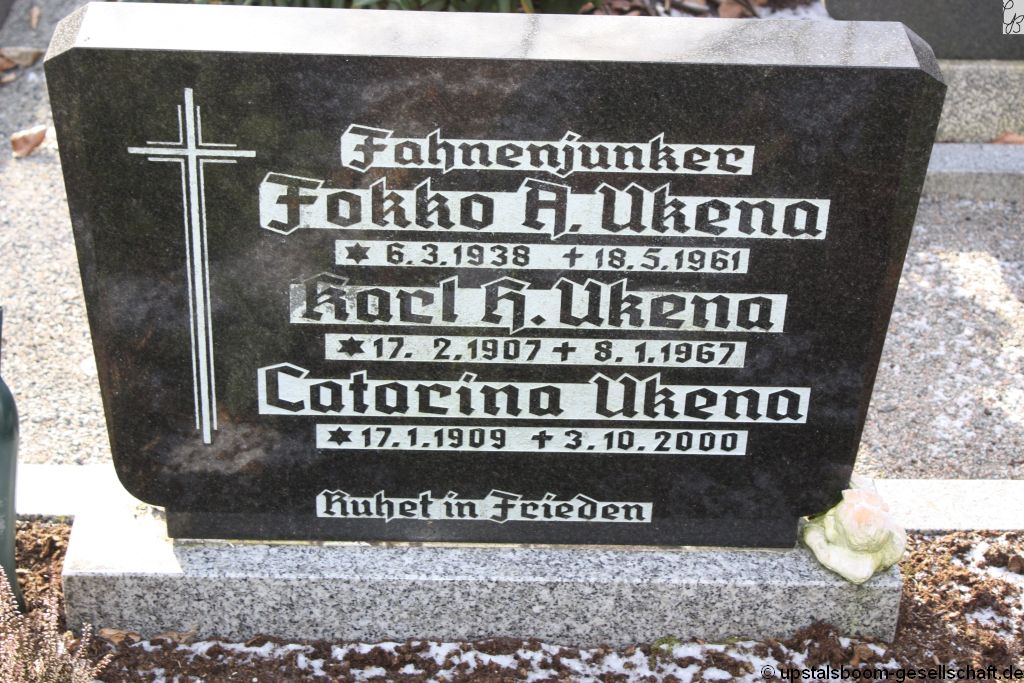 Fahnenjunker
Fokko A. Ukena
* 6.3.1938 † 18.5.1961
Karl H. Ukena
* 17. 2.1907 † 8.1.1967
Catarina Ukena
* 17.1.1909 † 3.10.2000
Ruhet in Frieden
© upstalsboom-gesellschaft.de